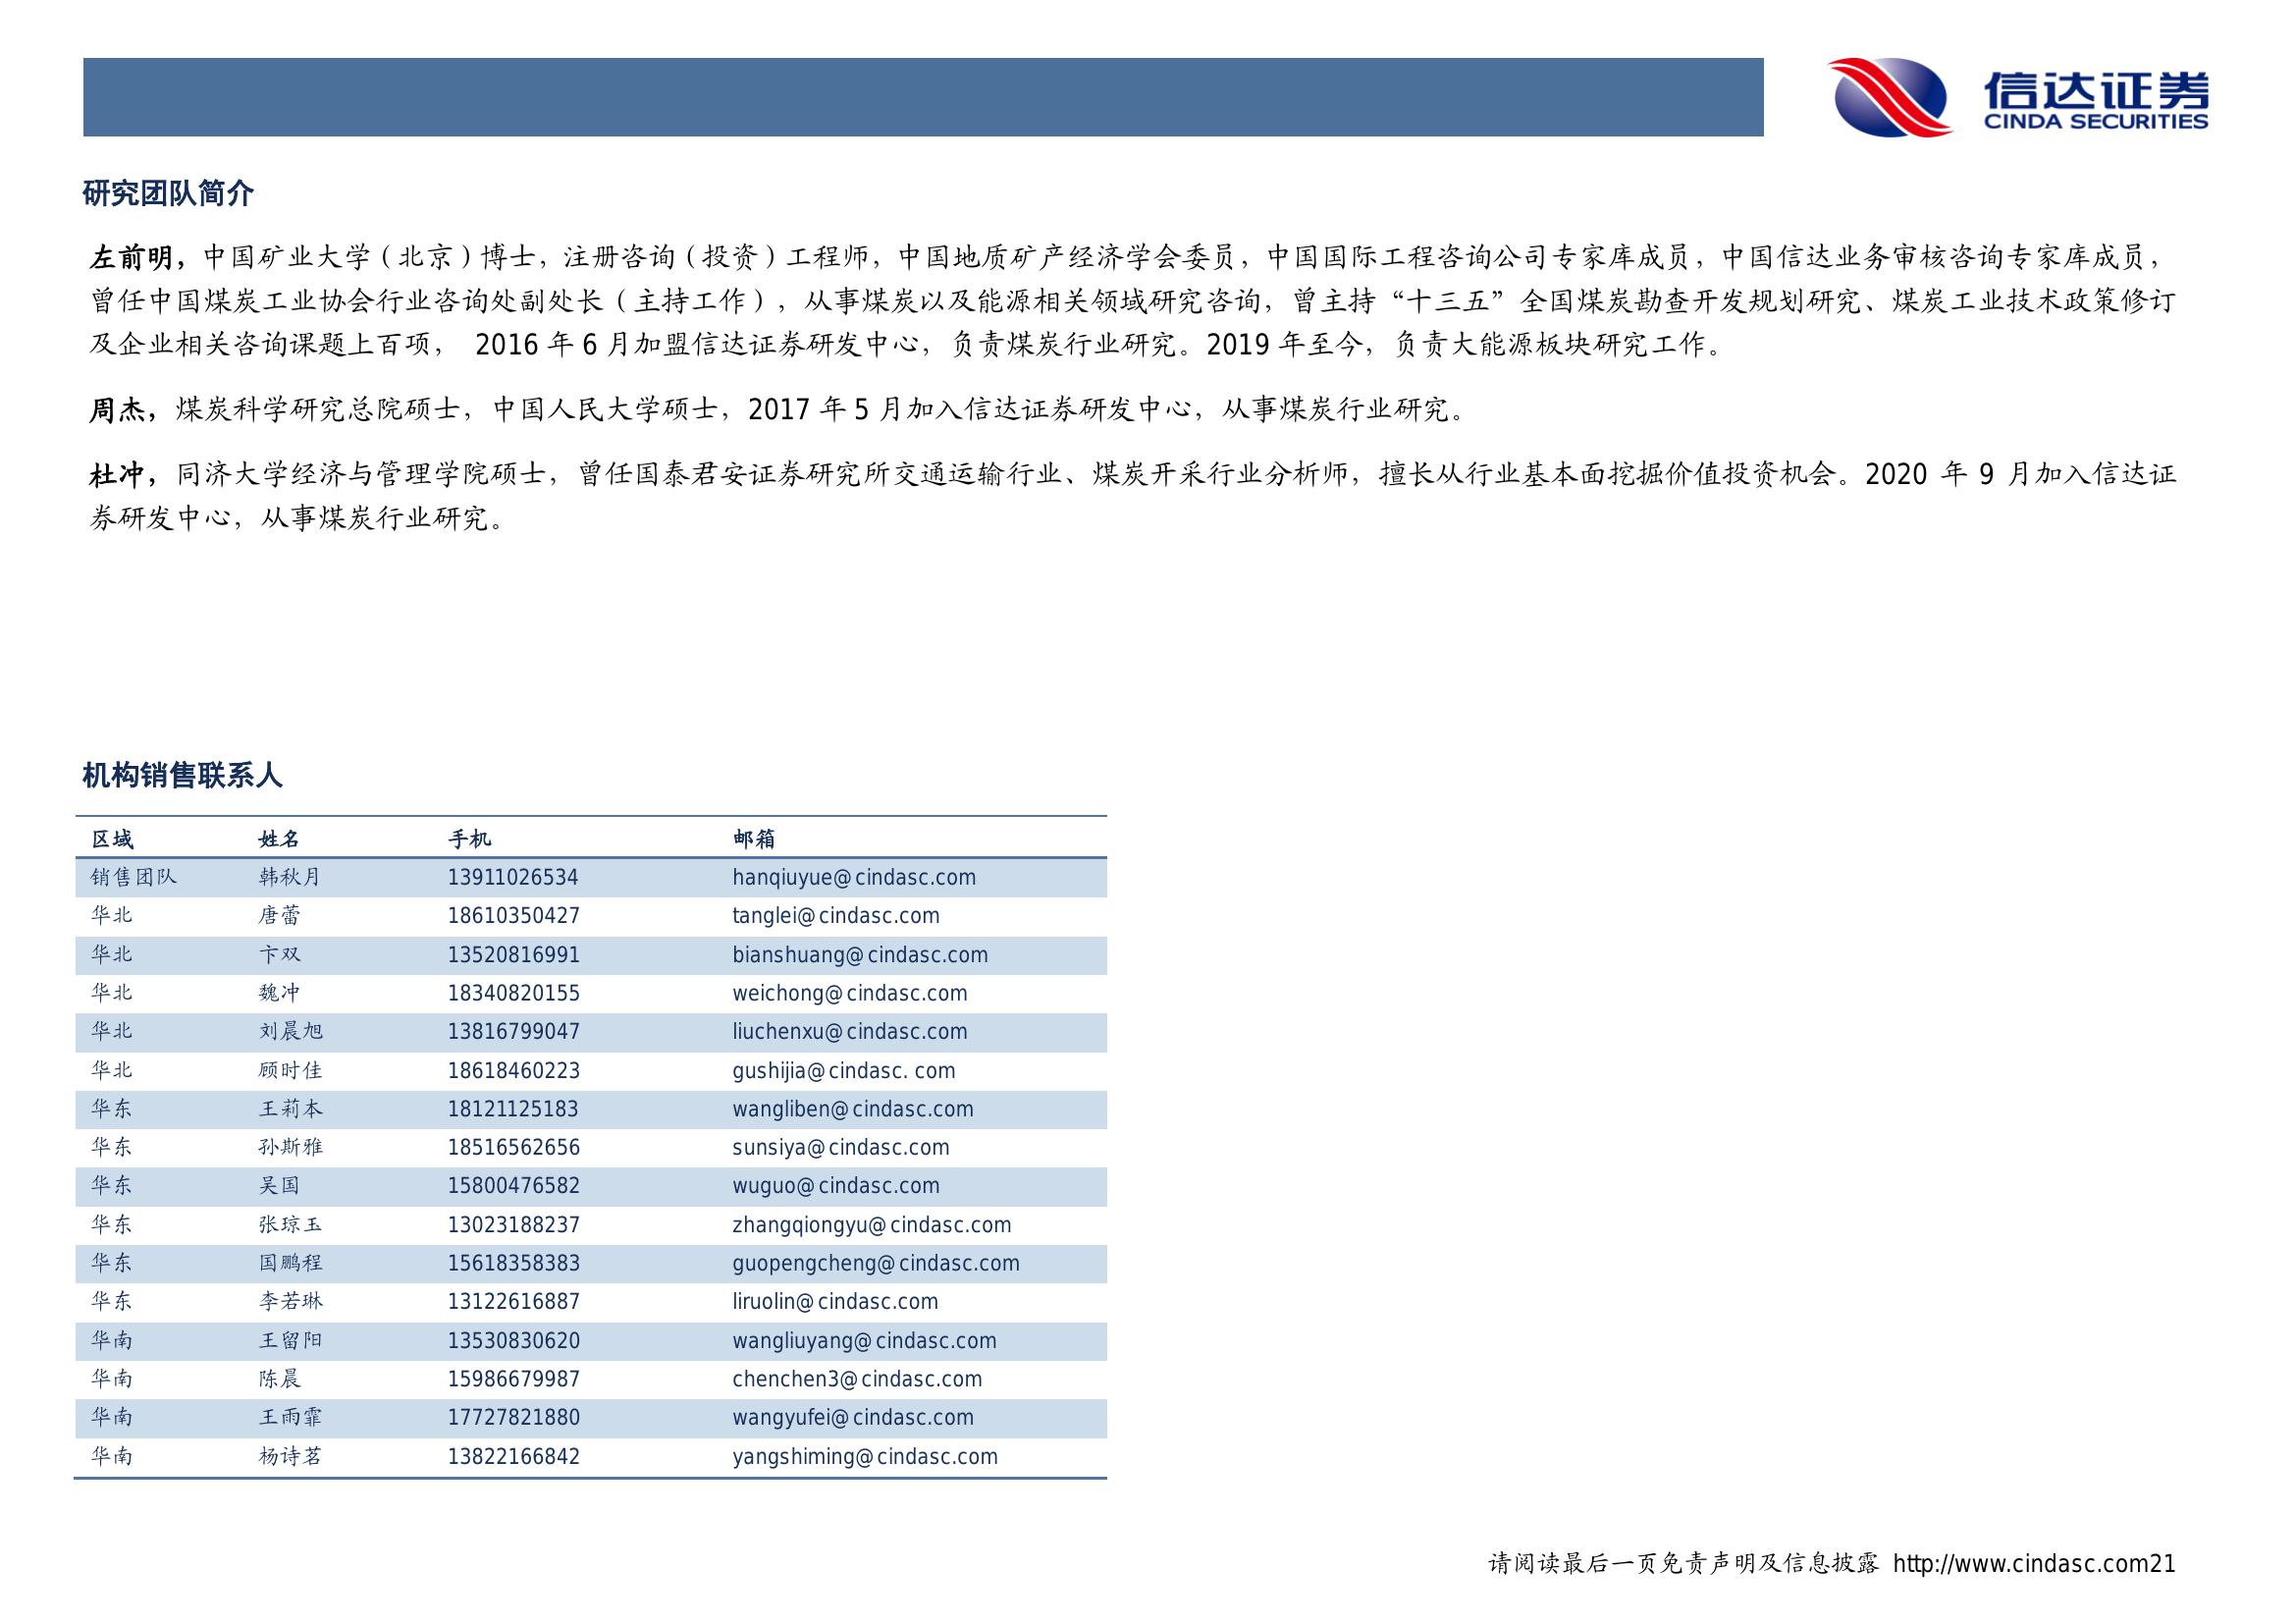 信达证券
CINDA SECURITIES
研究团队简介
左前明，中国矿业大学（北京）博士，注册咨询（投资）工程师，中国地质矿产经济学会委员，中国国际工程咨询公司专家库成员，中国信达业务审核咨询专家库成员，
曾任中国煤炭工业协会行业咨询处副处长（主持工作），从事煤炭以及能源相关领域研究咨询，曾主持“十三五”全国煤炭勘查开发规划研究、煤炭工业技术政策修订
及企业相关咨询课题上百项， 2016 年 6 月加盟信达证券研发中心，负责煤炭行业研究。2019 年至今，负责大能源板块研究工作。
周杰，煤炭科学研究总院硕士，中国人民大学硕士，2017 年 5 月加入信达证券研发中心，从事煤炭行业研究。
杜冲，同济大学经济与管理学院硕士，曾任国泰君安证券研究所交通运输行业、煤炭开采行业分析师，擅长从行业基本面挖掘价值投资机会。2020 年 9 月加入信达证
券研发中心，从事煤炭行业研究。
机构销售联系人
区域 姓名 手机 邮箱
销售团队 韩秋月 13911026534 hanqiuyue@cindasc.com
华北 唐蕾 18610350427 tanglei@cindasc.com
华北 卞双 13520816991 bianshuang@cindasc.com
华北 魏冲 18340820155 weichong@cindasc.com
华北 刘晨旭 13816799047 liuchenxu@cindasc.com
华北 顾时佳 18618460223 gushijia@cindasc. com
华东 王莉本 18121125183 wangliben@cindasc.com
华东 孙斯雅 18516562656 sunsiya@cindasc.com
华东 吴国 15800476582 wuguo@cindasc.com
华东 张琼玉 13023188237 zhangqiongyu@cindasc.com
华东 国鹏程 15618358383 guopengcheng@cindasc.com
华东 李若琳 13122616887 liruolin@cindasc.com
华南 王留阳 13530830620 wangliuyang@cindasc.com
华南 陈晨 15986679987 chenchen3@cindasc.com
华南 王雨霏 17727821880 wangyufei@cindasc.com
华南 杨诗茗 13822166842 yangshiming@cindasc.com
请阅读最后一页免责声明及信息披露 http://www.cindasc.com21